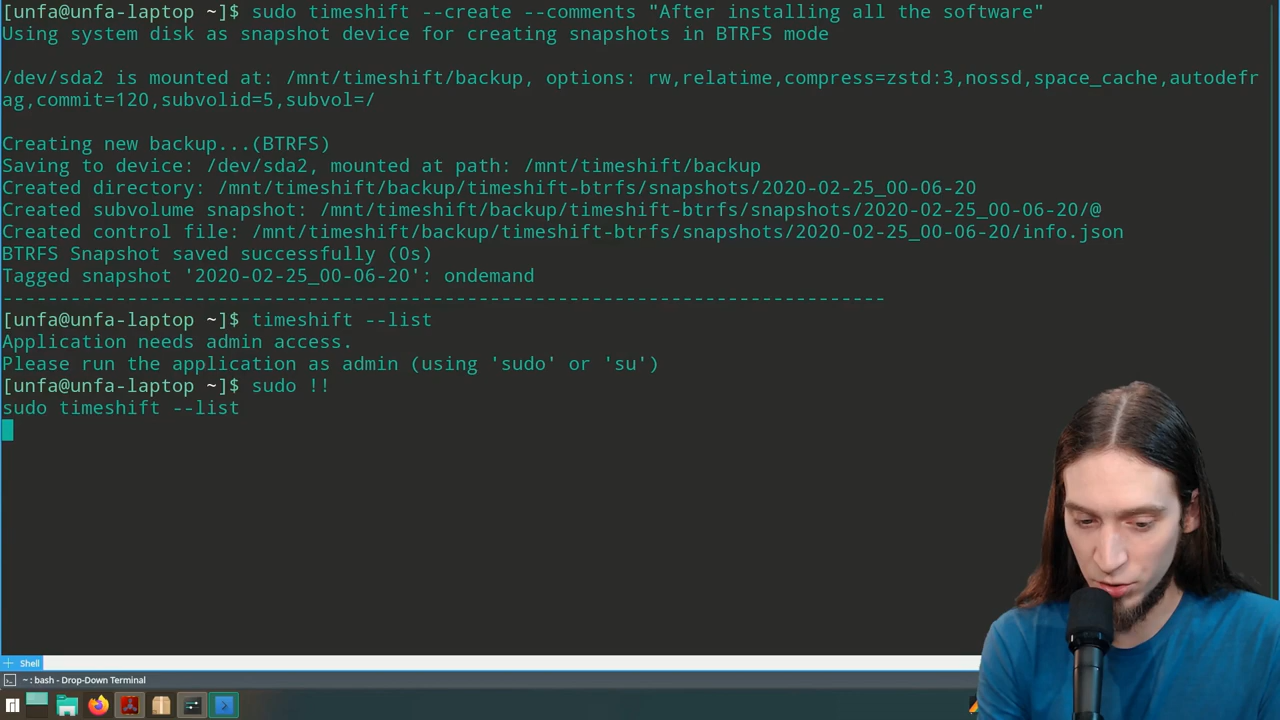 [unfa@unfa-laptop ~]$ sudo timeshift --create --comments "After installing all the software"
Using system disk as snapshot device for creating snapshots in BTRFS mode
/dev/sda2 is mounted at: /mnt/timeshift/backup, options: rw,relatime,compress=zstd:3,nossd,space_cache,autodefr
ag,commit=120,subvolid=5,subvol=/
Creating new backup...(BTRFS)
Saving to device: /dev/sda2, mounted at path: /mnt/timeshift/backup
Created directory: /mnt/timeshift/backup/timeshift-btrfs/snapshots/2020-02-25_00-06-20
Created subvolume snapshot: /mnt/timeshift/backup/timeshift-btrfs/snapshots/2020-02-25_00-06-20/@
Created control file: /mnt/timeshift/backup/timeshift-btrfs/snapshots/2020-02-25_00-06-20/info.json
BTRFS Snapshot saved successfully (0s)
Tagged snapshot '2020-02-25_00-06-20': ondemand
------------------------------------------------------------------------------
[unfa@unfa-laptop ~]$ timeshift --list
Application needs admin access.
Please run the application as admin (using 'sudo' or 'su')
[unfa@unfa-laptop ~]$ sudo !!
sudo timeshift --list
Shell
~ : bash - Drop-Down Terminal